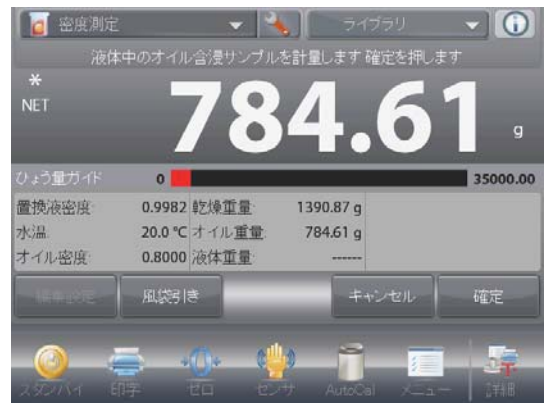 密度測定 ライブラリ
液体中のオイル含浸サンプルを計量します 確定を押します
*
NET
784.61 g
ひょう量ガイド 0 35000.00
置換液密度: 0.9982 乾燥重量: 1390.87 g
水温: 20.0 °C オイル重量: 784.61 g
オイル密度: 0.8000 液体重量: ------
編集設定 風袋引き キャンセル 確定
スタンバイ 印字 ゼロ センサ AutoCal メニュー 詳細